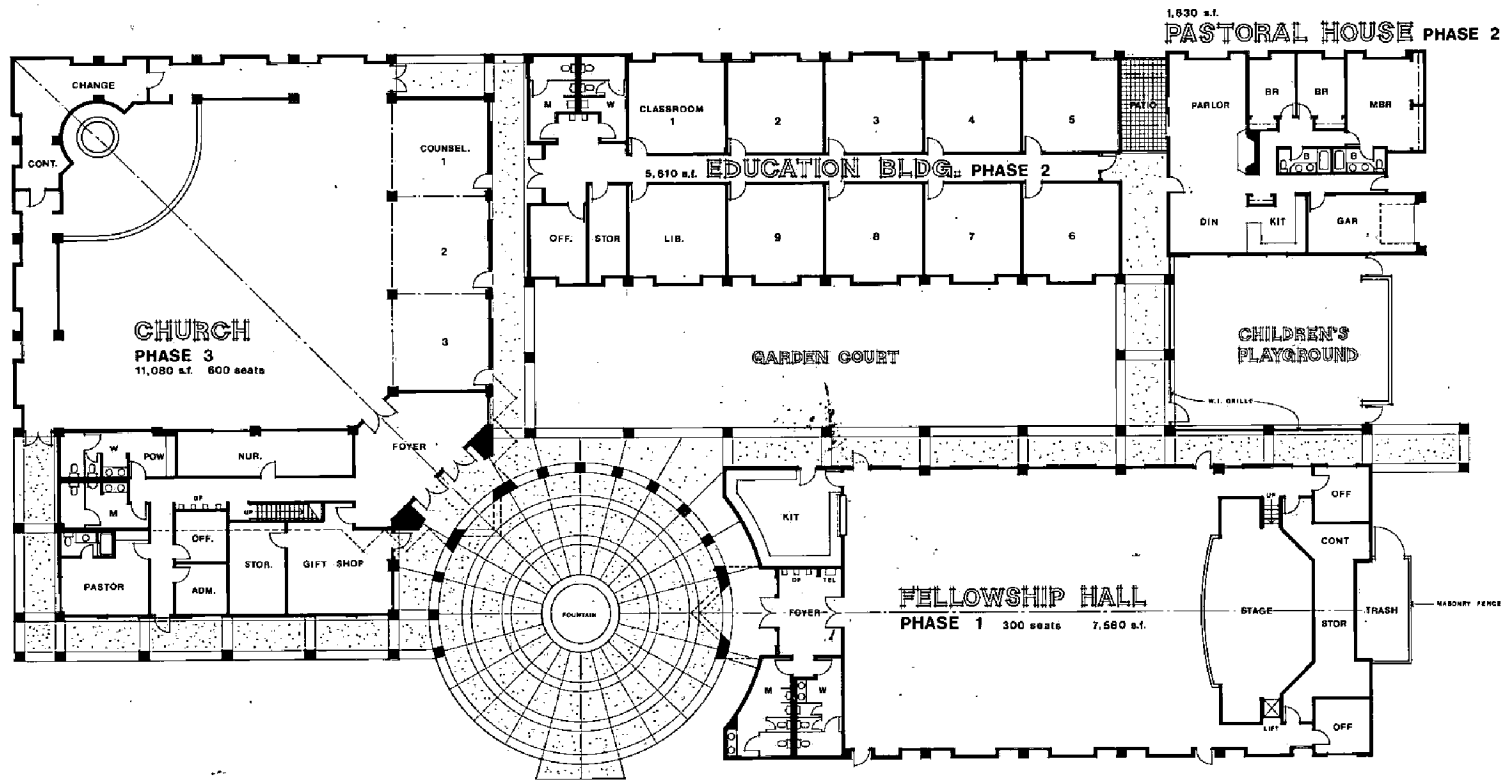 1,630 s.f.
PASTORAL HOUSE PHASE 2
CHANGE
CONT.
COUNSEL.
1
2
3
CHURCH
PHASE 3
11,080 s.f. 600 seats
M
W
CLASSROOM
1
2
3
4
5
5,610 s.f. EDUCATION BLDG. PHASE 2
OFF.
STOR
LIB.
9
8
7
6
PATIO
PARLOR
BR
BR
MBR
B
B
DIN
KIT
GAR
GARDEN COURT
CHILDREN'S
PLAYGROUND
W.I. GRILLS
W
POW
NUR.
FOYER
M
DF
UP
OFF.
PASTOR
ADM.
STOR.
GIFT SHOP
FOUNTAIN
KIT
DF
TEL
FOYER
M
W
FELLOWSHIP HALL
PHASE 1 300 seats 7,560 s.f.
UP
OFF
CONT
STAGE
STOR
TRASH
MASONRY FENCE
LIFT
OFF